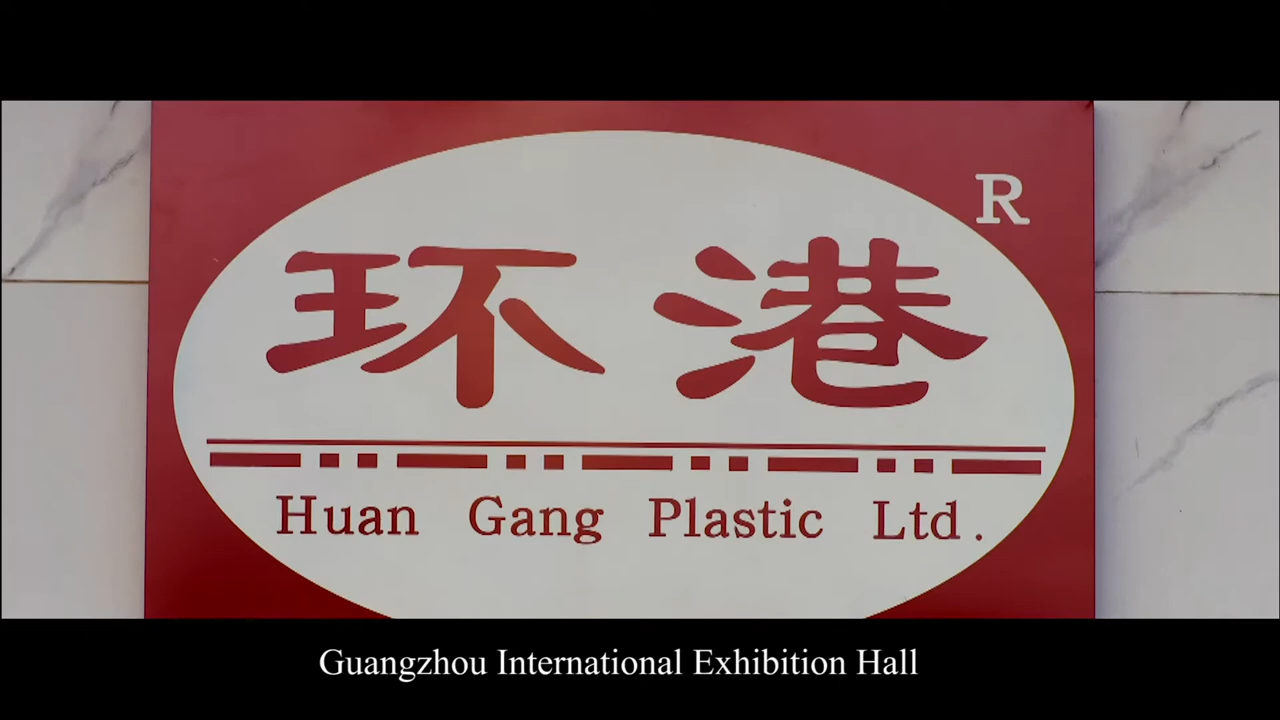 R
环港
Huan Gang Plastic Ltd.
Guangzhou International Exhibition Hall